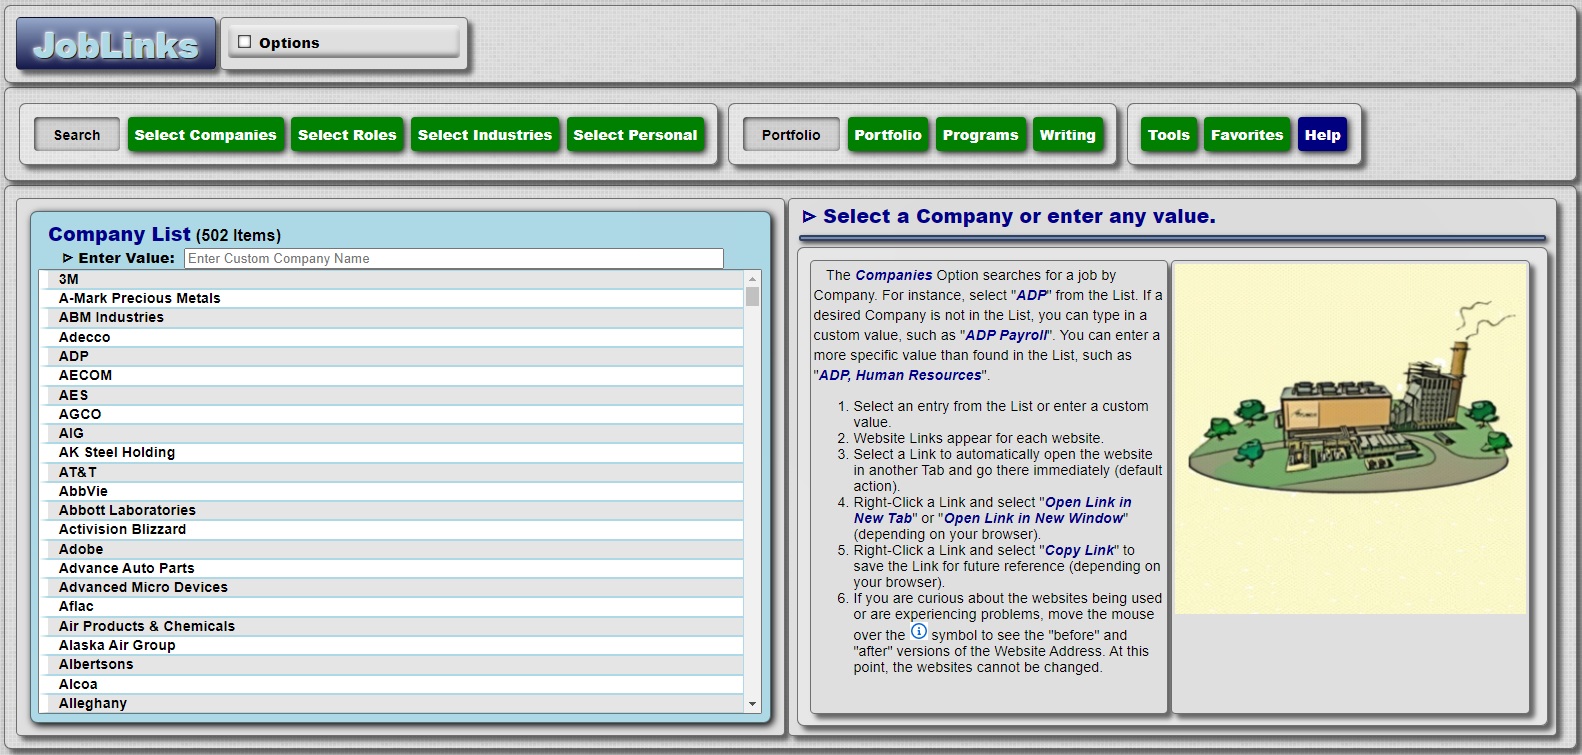 JobLinks
Options
Search
Select Companies
Select Roles
Select Industries
Select Personal
Portfolio
Portfolio
Programs
Writing
Tools
Favorites
Help
Company List (502 Items)
Enter Value: Enter Custom Company Name
3M
A-Mark Precious Metals
ABM Industries
Adecco
ADP
AECOM
AES
AGCO
AIG
AK Steel Holding
AT&T
AbbVie
Abbott Laboratories
Activision Blizzard
Adobe
Advance Auto Parts
Advanced Micro Devices
Aflac
Air Products & Chemicals
Alaska Air Group
Albertsons
Alcoa
Alleghany
Select a Company or enter any value.
The Companies Option searches for a job by
Company. For instance, select "ADP" from the List. If a
desired Company is not in the List, you can type in a
custom value, such as "ADP Payroll". You can enter a
more specific value than found in the List, such as
"ADP, Human Resources".
1. Select an entry from the List or enter a custom
value.
2. Website Links appear for each website.
3. Select a Link to automatically open the website
in another Tab and go there immediately (default
action).
4. Right-Click a Link and select "Open Link in
New Tab" or "Open Link in New Window"
(depending on your browser).
5. Right-Click a Link and select "Copy Link" to
save the Link for future reference (depending on
your browser).
6. If you are curious about the websites being used
or are experiencing problems, move the mouse
over the symbol to see the "before" and
"after" versions of the Website Address. At this
point, the websites cannot be changed.